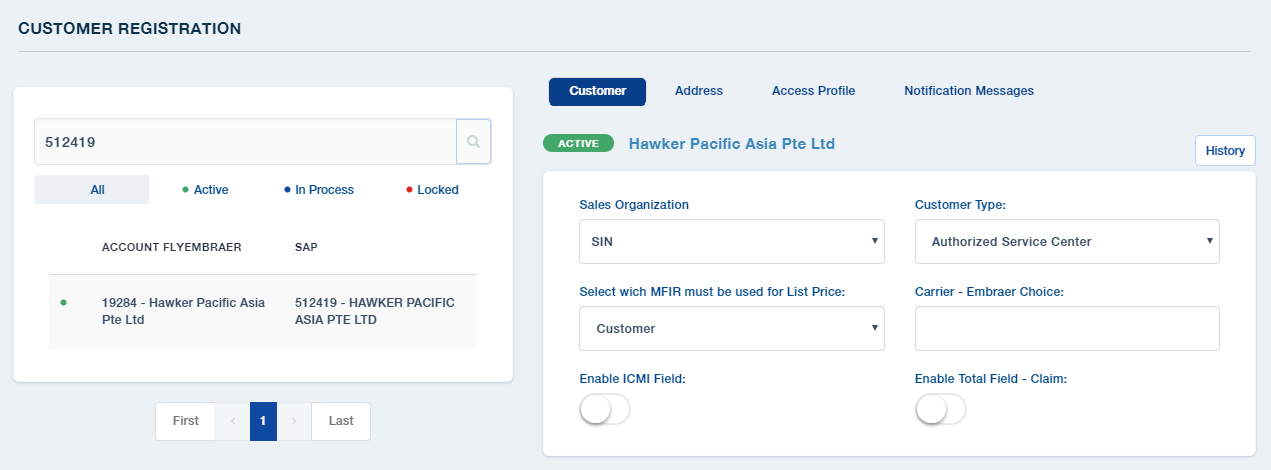 CUSTOMER REGISTRATION
512419
All
Active
In Process
Locked
ACCOUNT FLYEMBRAER
SAP
19284 - Hawker Pacific Asia
Pte Ltd
512419 - HAWKER PACIFIC
ASIA PTE LTD
First
‹
1
›
Last
Customer
Address
Access Profile
Notification Messages
ACTIVE
Hawker Pacific Asia Pte Ltd
History
Sales Organization
SIN
Customer Type:
Authorized Service Center
Select wich MFIR must be used for List Price:
Customer
Carrier - Embraer Choice:
Enable ICMI Field:
Enable Total Field - Claim: